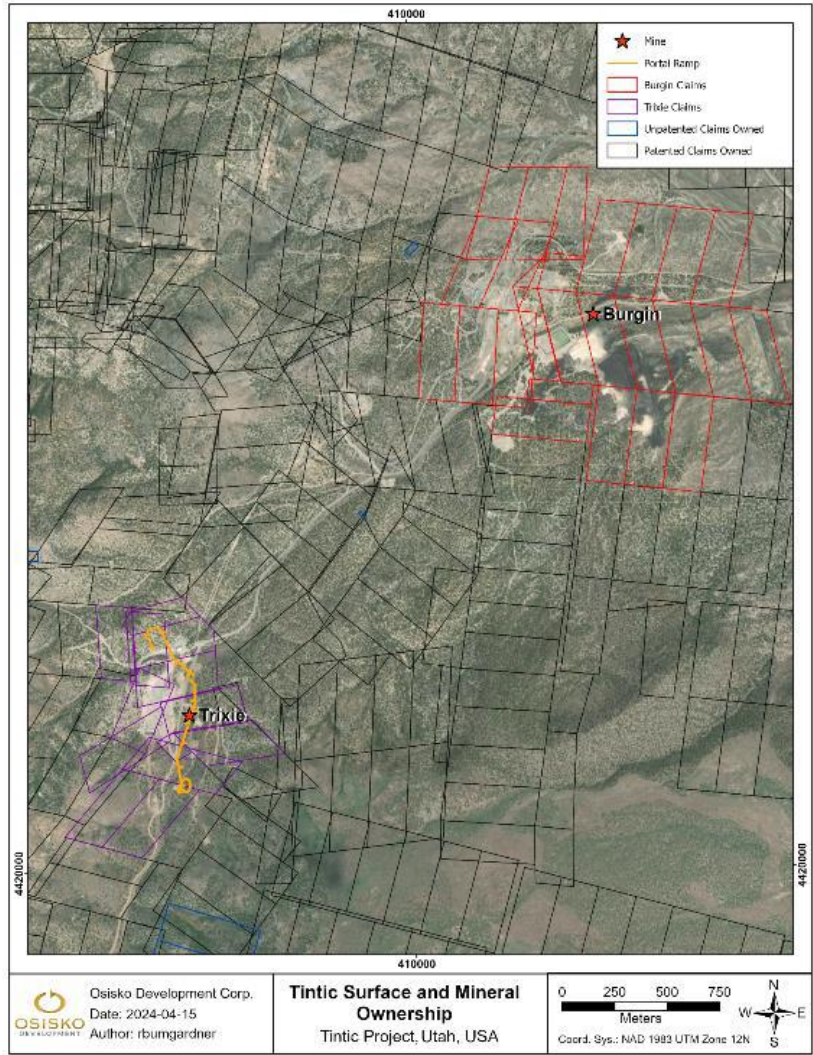 410000
Mine
Portal Ramp
Burgin Claims
Trixie Claims
Unpatented Claims Owned
Patented Claims Owned
Burgin
Trixie
4420000
4420000
410000
OSISKO
DEVELOPMENT
Osisko Development Corp.
Date: 2024-04-15
Author: rbumgardner
Tintic Surface and Mineral
Ownership
Tintic Project, Utah, USA
0 250 500 750
Meters
N
W E
S
Coord. Sys.: NAD 1983 UTM Zone 12N